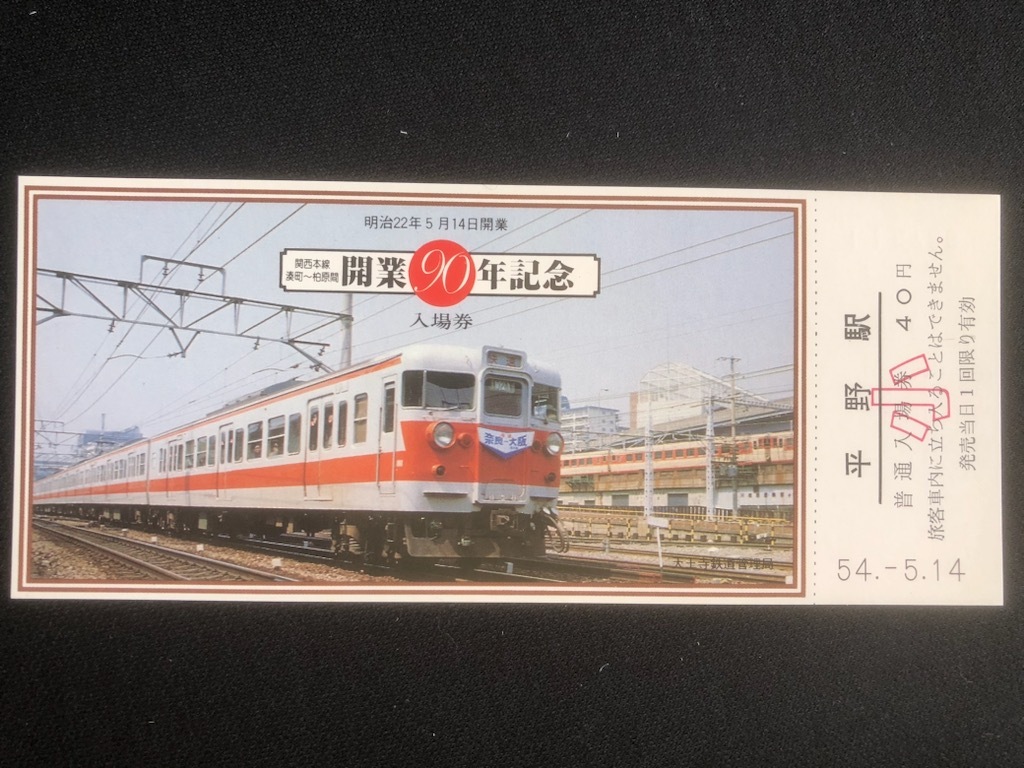 明治22年5月14日開業
関西本線
湊町〜柏原間
開業90年記念
入場券
奈良-大阪
天王寺鉄道管理局
平野駅
普通入場券 40円
旅客車内に立ち入ることはできません。
発売当日1回限り有効
小
54.-5.14